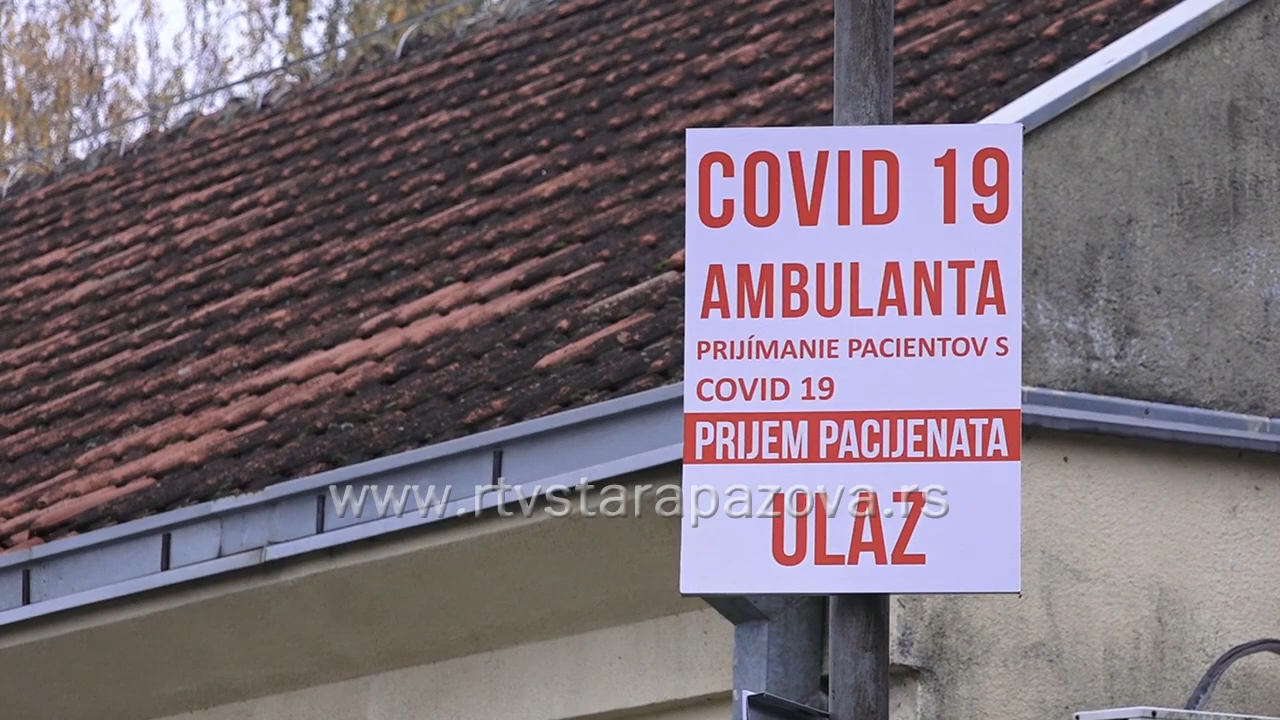 COVID 19
AMBULANTA
PRIJÍMANIE PACIENTOV S
COVID 19
PRIJEM PACIJENATA
www.rtvstarapazova.rs
ULAZ